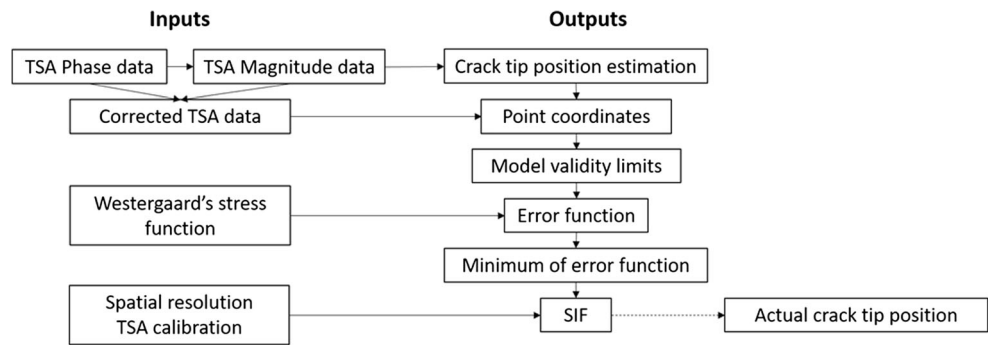 Inputs
Outputs
TSA Phase data
TSA Magnitude data
Crack tip position estimation
Corrected TSA data
Point coordinates
Model validity limits
Westergaard's stress
function
Error function
Minimum of error function
Spatial resolution
TSA calibration
SIF
Actual crack tip position